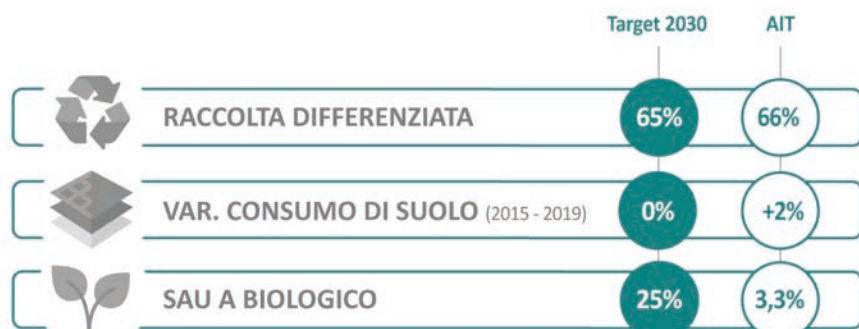 Target 2030 AIT
RACCOLTA DIFFERENZIATA 65% 66%
VAR. CONSUMO DI SUOLO (2015 - 2019) 0% +2%
SAU A BIOLOGICO 25% 3,3%